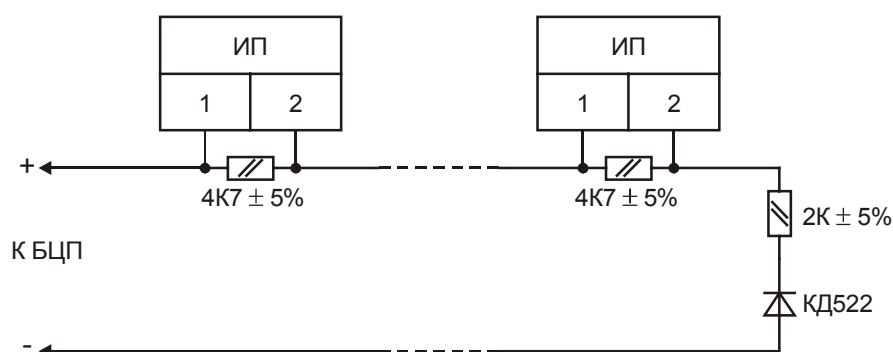 ИП
ИП
1 2
1 2
+
4К7 ± 5%
4К7 ± 5%
2К ± 5%
К БЦП
КД522
-